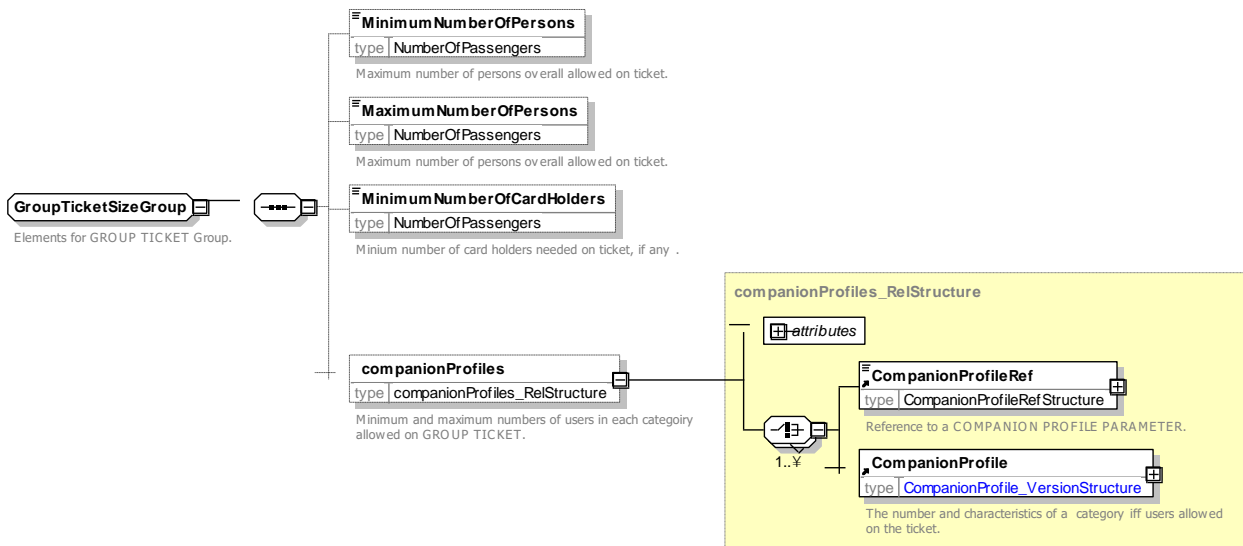 MinimumNumberOfPersons
type NumberOfPassengers
Maximum number of persons overall allowed on ticket.
MaximumNumberOfPersons
type NumberOfPassengers
Maximum number of persons overall allowed on ticket.
GroupTicketSizeGroup
Elements for GROUP TICKET Group.
MinimumNumberOfCardHolders
type NumberOfPassengers
Minium number of card holders needed on ticket, if any .
companionProfiles
type companionProfiles_RelStructure
Minimum and maximum numbers of users in each categoiry
allowed on GROUP TICKET.
companionProfiles_RelStructure
attributes
CompanionProfileRef
type CompanionProfileRefStructure
Reference to a COMPANION PROFILE PARAMETER.
1..¥
CompanionProfile
type CompanionProfile_VersionStructure
The number and characteristics of a category iff users allowed
on the ticket.